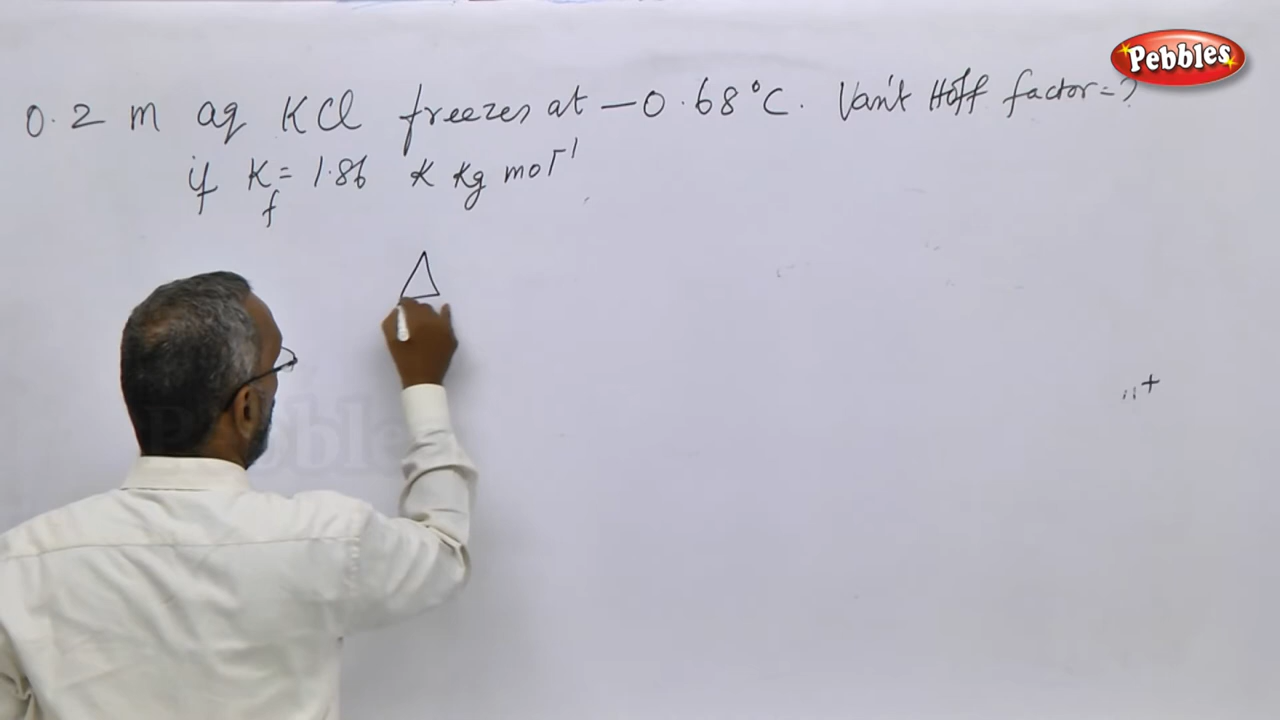 Pebbles
0.2 m aq KCl freezes at -0.68°C. Van't Hoff factor = ?
if Kf = 1.86 K Kg mol⁻¹
Δ
+
Pebbles